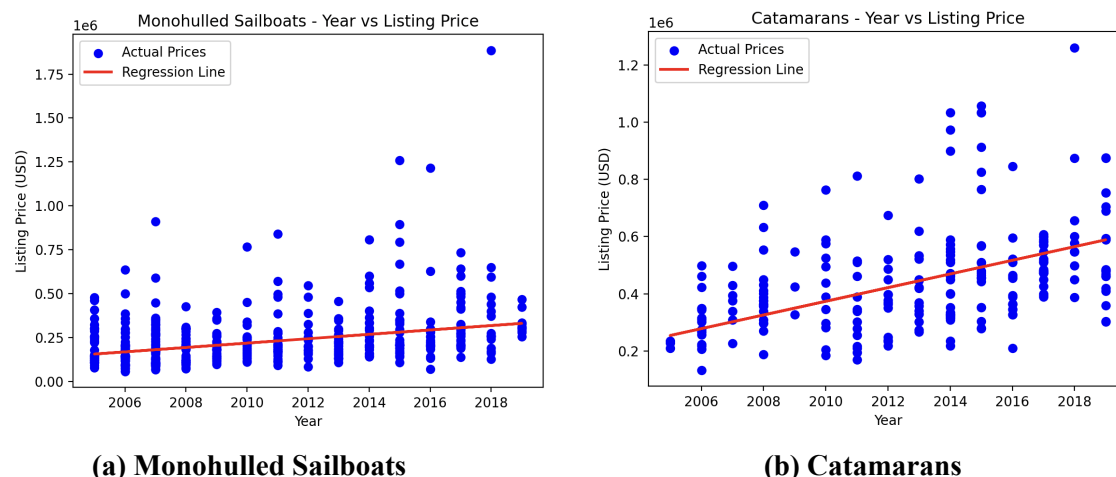 Monohulled Sailboats - Year vs Listing Price
1e6
Actual Prices
Regression Line
Listing Price (USD)
1.75
1.50
1.25
1.00
0.75
0.50
0.25
0.00
2006 2008 2010 2012 2014 2016 2018
Year
(a) Monohulled Sailboats
Catamarans - Year vs Listing Price
1e6
Actual Prices
Regression Line
Listing Price (USD)
1.2
1.0
0.8
0.6
0.4
0.2
2006 2008 2010 2012 2014 2016 2018
Year
(b) Catamarans